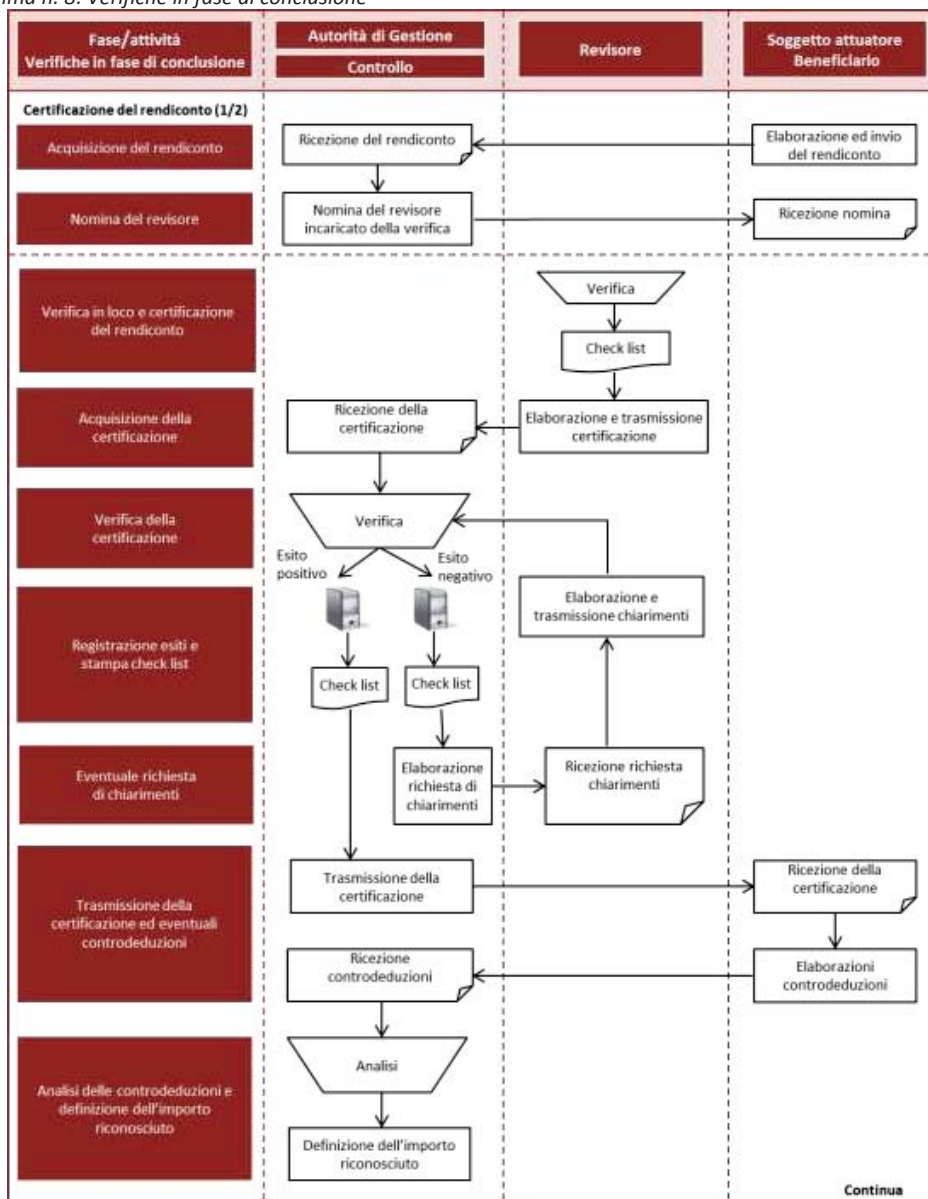 n. 8: Verifiche in fase di conclusione
Fase/attività
Verifiche in fase di conclusione
Autorità di Gestione
Controllo
Revisore
Soggetto attuatore
Beneficiario
Certificazione del rendiconto (1/2)
Acquisizione del rendiconto
Ricezione del rendiconto
Elaborazione ed invio
del rendiconto
Nomina del revisore
Nomina del revisore
incaricato della verifica
Ricezione nomina
Verifica in loco e certificazione
del rendiconto
Verifica
Check list
Acquisizione della
certificazione
Ricezione della
certificazione
Elaborazione e trasmissione
certificazione
Verifica della
certificazione
Verifica
Esito
positivo
Esito
negativo
Registrazione esiti e
stampa check list
Check list
Check list
Elaborazione e
trasmissione chiarimenti
Eventuale richiesta
di chiarimenti
Elaborazione
richiesta di
chiarimenti
Ricezione richiesta
chiarimenti
Trasmissione della
certificazione ed eventuali
controdeduzioni
Trasmissione della
certificazione
Ricezione della
certificazione
Ricezione
controdeduzioni
Elaborazioni
controdeduzioni
Analisi delle controdeduzioni e
definizione dell'importo
riconosciuto
Analisi
Definizione dell'importo
riconosciuto
Continua